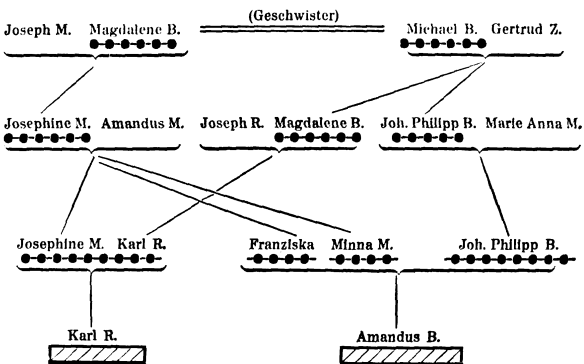 (Geschwister)
Joseph M. Magdalene B. Michael B. Gertrud Z.
Josephine M. Amandus M. Joseph R. Magdalene B. Joh. Philipp B. Marie Anna M.
Josephine M. Karl R. Franziska Minna M. Joh. Philipp B.
Karl R. Amandus B.